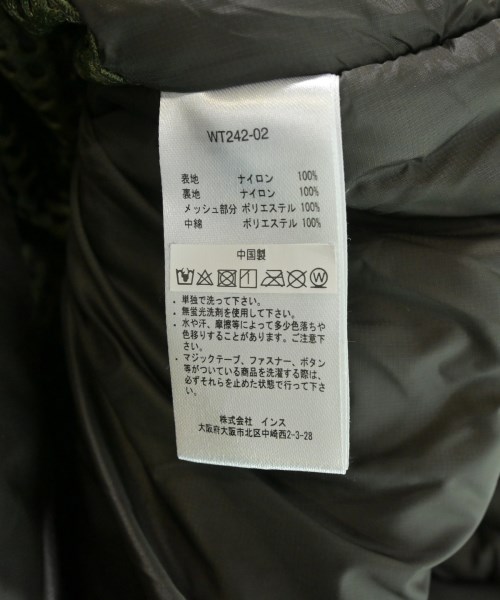 WT242-02
表地 ナイロン 100%
裏地 ナイロン 100%
メッシュ部分 ポリエステル 100%
中綿 ポリエステル 100%
中国製
・単独で洗って下さい。
・無蛍光洗剤を使用して下さい。
・水や汗、摩擦等によって多少色落ちや
色移りすることがあります。ご注意下
さい。
・マジックテープ、ファスナー、ボタン
等がついている商品を洗濯する際は、
必ずそれらを止めた状態で行って下さ
い。
株式会社 インス
大阪府大阪市北区中崎西2-3-28